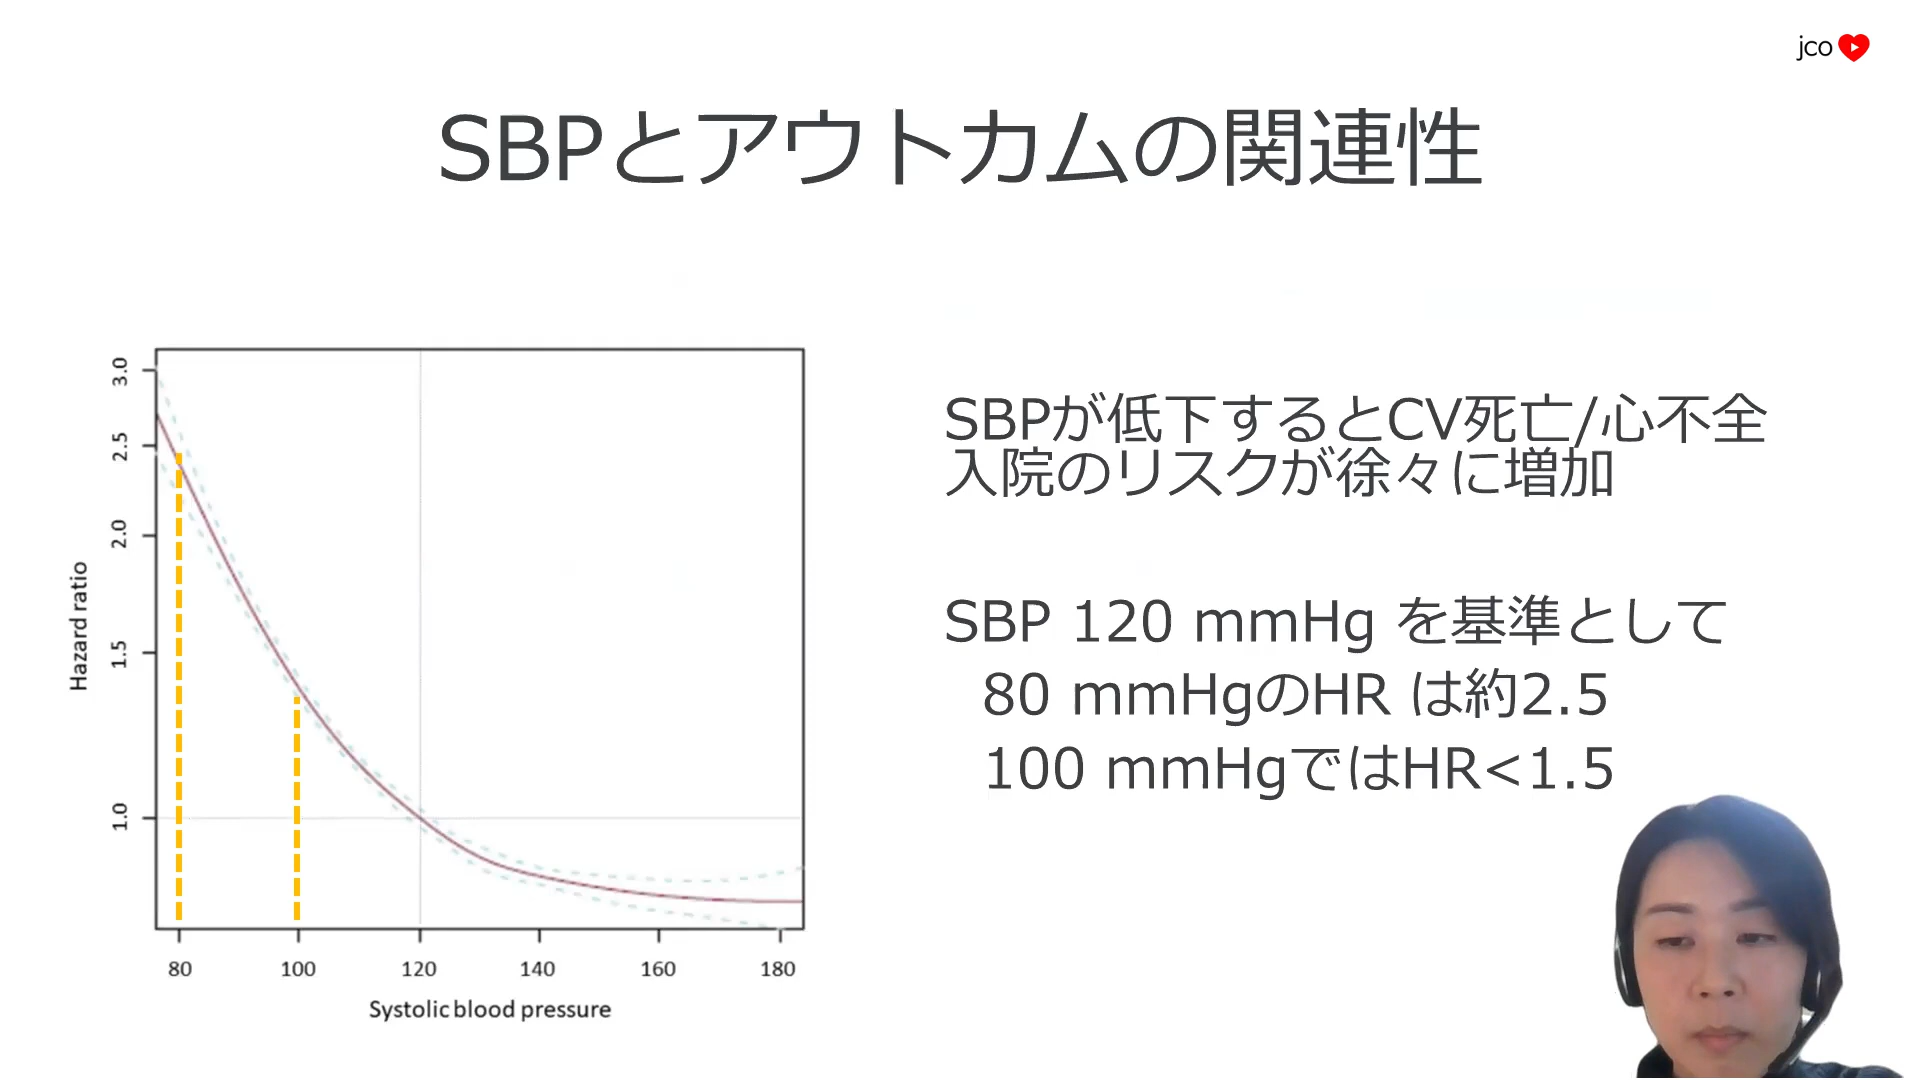 jco
SBPとアウトカムの関連性
3.0
2.5
2.0
1.5
1.0
Hazard ratio
80 100 120 140 160 180
Systolic blood pressure
SBPが低下するとCV死亡/心不全
入院のリスクが徐々に増加
SBP 120 mmHg を基準として
80 mmHgのHR は約2.5
100 mmHgではHR<1.5